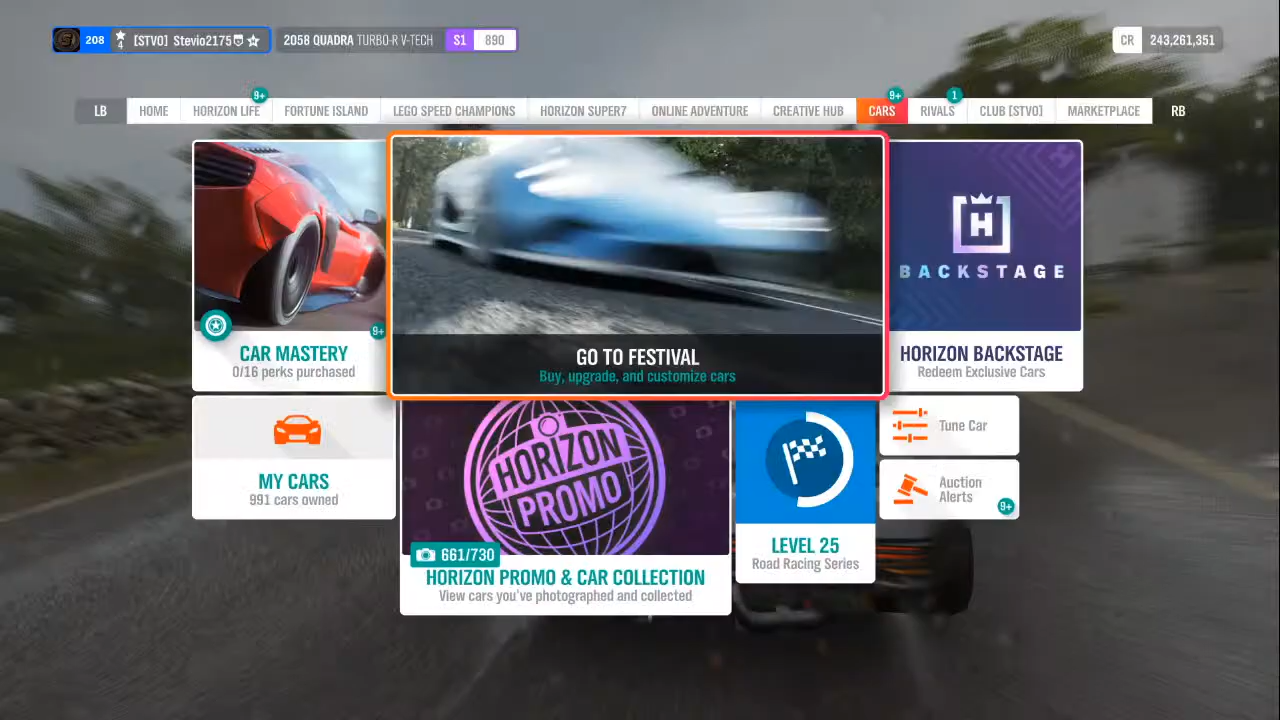 208
4
[STVO] Stevio2175
2058 QUADRA TURBO-R V-TECH
S1
890
CR
243,261,351
LB
HOME
HORIZON LIFE
9+
FORTUNE ISLAND
LEGO SPEED CHAMPIONS
HORIZON SUPER7
ONLINE ADVENTURE
CREATIVE HUB
CARS
9+
RIVALS
1
CLUB [STVO]
MARKETPLACE
RB
9+
CAR MASTERY
0/16 perks purchased
GO TO FESTIVAL
Buy, upgrade, and customize cars
H
BACKSTAGE
HORIZON BACKSTAGE
Redeem Exclusive Cars
MY CARS
991 cars owned
HORIZON
PROMO
661/730
HORIZON PROMO & CAR COLLECTION
View cars you've photographed and collected
LEVEL 25
Road Racing Series
Tune Car
Auction
Alerts
9+